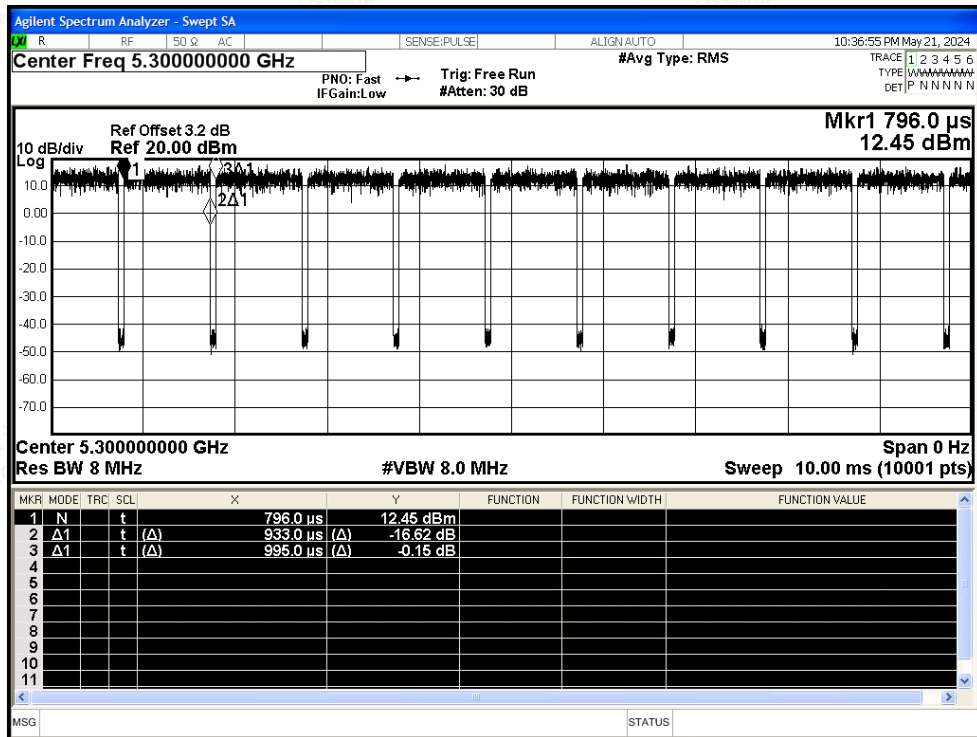 Agilent Spectrum Analyzer - Swept SA
LXI R RF 50 Ω AC SENSE:PULSE ALIGN AUTO 10:36:55 PM May 21, 2024
Center Freq 5.300000000 GHz
PNO: Fast
IFGain:Low
Trig: Free Run
#Atten: 30 dB
#Avg Type: RMS
TRACE 1 2 3 4 5 6
TYPE
DET P N N N N N
Ref Offset 3.2 dB
10 dB/div Ref 20.00 dBm
Log
Mkr1 796.0 µs
12.45 dBm
1
3Δ1
2Δ1
10.0
0.00
-10.0
-20.0
-30.0
-40.0
-50.0
-60.0
-70.0
Center 5.300000000 GHz Span 0 Hz
Res BW 8 MHz #VBW 8.0 MHz Sweep 10.00 ms (10001 pts)
MKR MODE TRC SCL X Y FUNCTION FUNCTION WIDTH FUNCTION VALUE
1 N t 796.0 µs 12.45 dBm
2 Δ1 t (Δ) 933.0 µs (Δ) -16.62 dB
3 Δ1 t (Δ) 995.0 µs (Δ) -0.15 dB
4
5
6
7
8
9
10
11
MSG STATUS